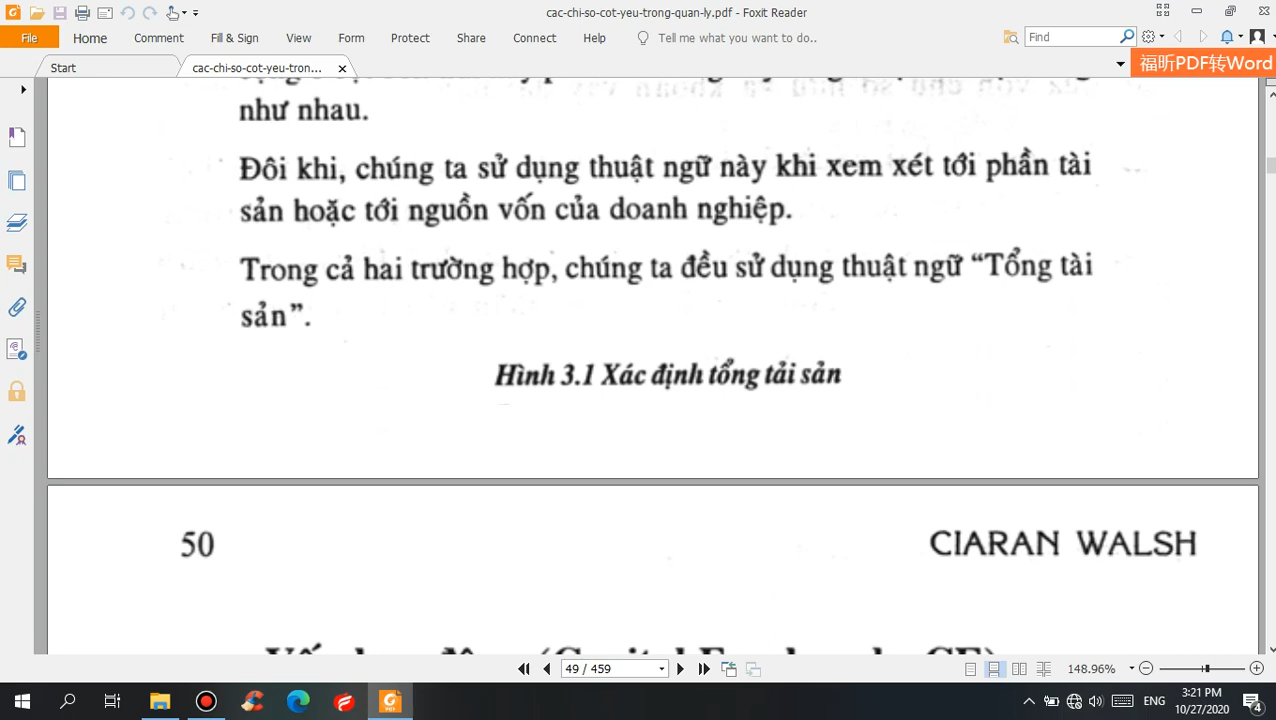 cac-chi-so-cot-yeu-trong-quan-ly.pdf - Foxit Reader
File Home Comment Fill & Sign View Form Protect Share Connect Help Tell me what you want to do.. Find
Start cac-chi-so-cot-yeu-tron... 福昕PDF转Word
như nhau.
Đôi khi, chúng ta sử dụng thuật ngữ này khi xem xét tới phần tài
sản hoặc tới nguồn vốn của doanh nghiệp.
Trong cả hai trường hợp, chúng ta đều sử dụng thuật ngữ “Tổng tài
sản”.
Hình 3.1 Xác định tổng tải sản
50 CIARAN WALSH
49 / 459 148.96%
ENG 3:21 PM
10/27/2020 4